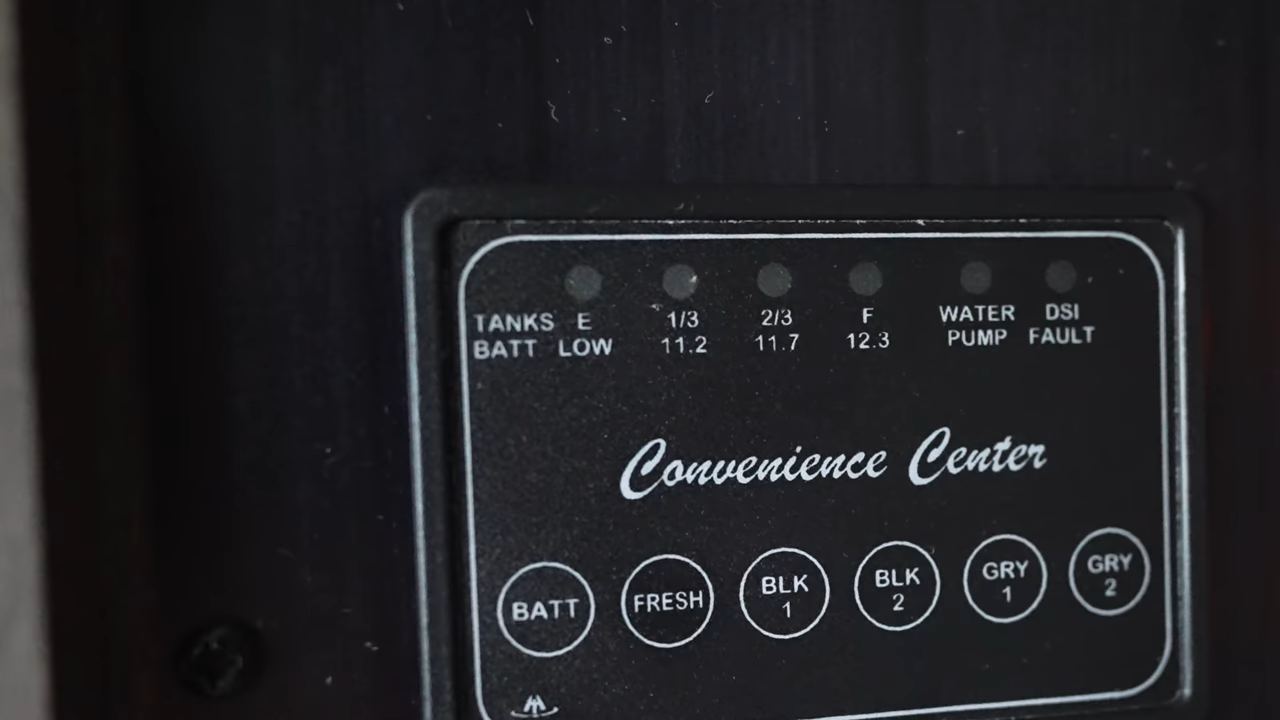 TANKS E 1/3 2/3 F WATER DSI
BATT LOW 11.2 11.7 12.3 PUMP FAULT
Convenience Center
BATT FRESH BLK 1 BLK 2 GRY 1 GRY 2